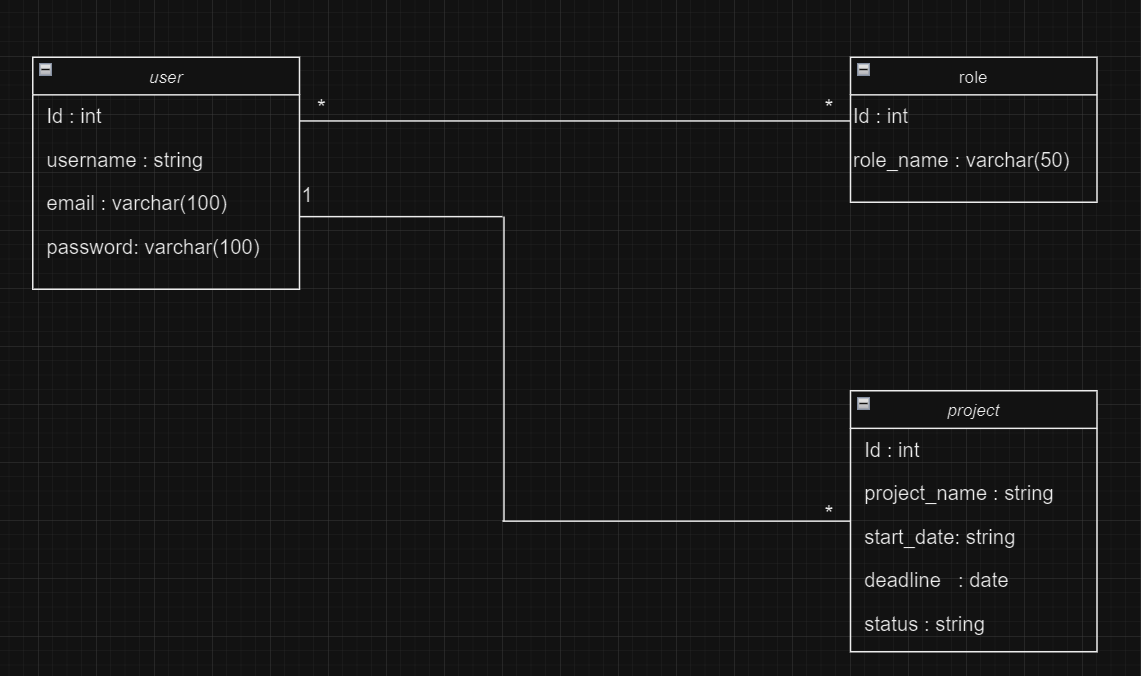 user
Id : int
username : string
email : varchar(100)
password: varchar(100)
*
*
1
role
Id : int
role_name : varchar(50)
*
project
Id : int
project_name : string
start_date: string
deadline : date
status : string